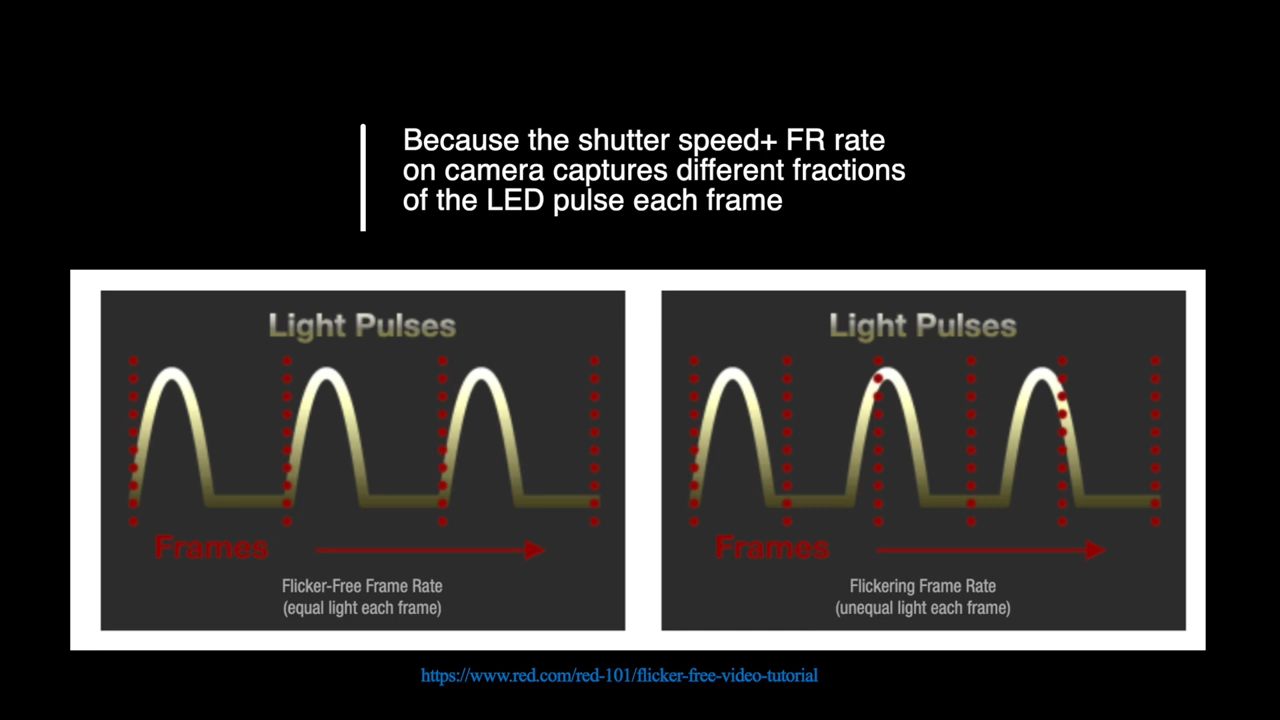 Because the shutter speed+ FR rate
on camera captures different fractions
of the LED pulse each frame
Light Pulses
Frames
Flicker-Free Frame Rate
(equal light each frame)
Light Pulses
Frames
Flickering Frame Rate
(unequal light each frame)
https://www.red.com/red-101/flicker-free-video-tutorial